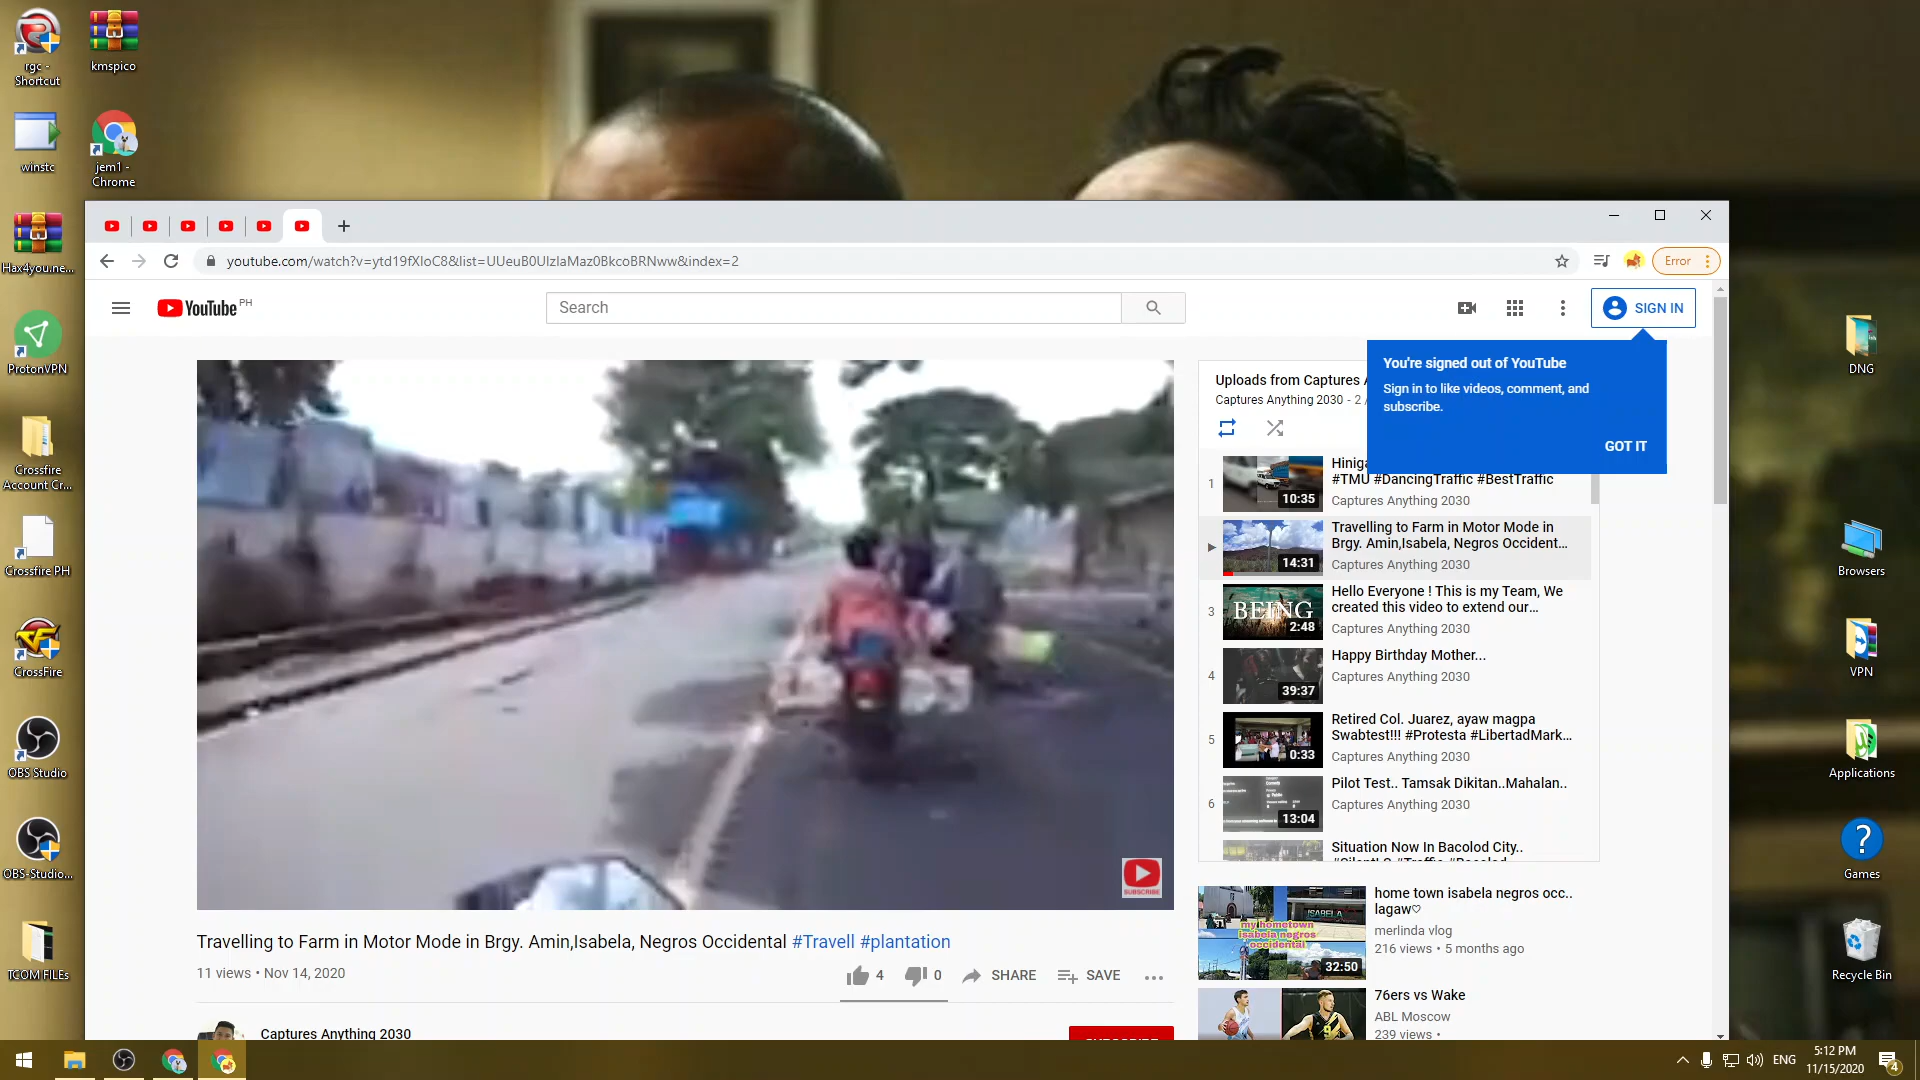 rgc -
Shortcut
kmspico
winstc
jem1 -
Chrome
Hax4you.ne...
ProtonVPN
Crossfire
Account Cr...
Crossfire PH
CrossFire
OBS Studio
OBS-Studio...
TCOM FILEs
Error
YouTube PH
Search
SIGN IN
You're signed out of YouTube
Sign in to like videos, comment, and
subscribe.
GOT IT
Uploads from Captures
Captures Anything 2030 - 2 /
1
10:35
#TMU #DancingTraffic #BestTraffic
Captures Anything 2030
14:31
Travelling to Farm in Motor Mode in
Brgy. Amin,Isabela, Negros Occident...
Captures Anything 2030
3
BEING
2:48
Hello Everyone ! This is my Team, We
created this video to extend our...
Captures Anything 2030
4
39:37
Happy Birthday Mother...
Captures Anything 2030
5
0:33
Retired Col. Juarez, ayaw magpa
Swabtest!!! #Protesta #LibertadMark...
Captures Anything 2030
6
13:04
Pilot Test.. Tamsak Dikitan..Mahalan..
Captures Anything 2030
Situation Now In Bacolod City..
SUBSCRIBE
Travelling to Farm in Motor Mode in Brgy. Amin,Isabela, Negros Occidental #Travell #plantation
11 views • Nov 14, 2020
4
0
SHARE
SAVE
Captures Anything 2030
my hometown
isabela negros
occidental
ISABELA
32:50
home town isabela negros occ..
lagaw♡
merlinda vlog
216 views • 5 months ago
76ers vs Wake
ABL Moscow
239 views •
DNG
Browsers
VPN
Applications
Games
Recycle Bin
ENG
5:12 PM
11/15/2020
4